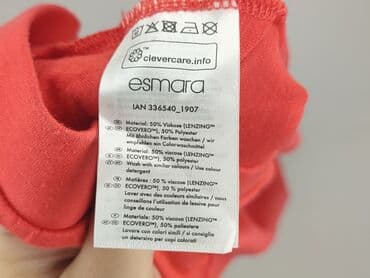 clevercare.info
esmara
IAN 336540_1907
Material: 50% Viskose (LENZING™
ECOVERO™), 50% Polyester
Mit ähnlichen Farben waschen / wir
empfehlen ein Colorwaschmittel
Material: 50% viscose (LENZING™
ECOVERO™), 50% polyester
Wash with similar colours / Use colour
detergent
Matières : 50 % viscose (LENZING™
ECOVERO™), 50 % polyester
Laver avec des couleurs similaires / nous
conseillons l'utilisation de lessive pour
linge de couleur
Materiale: 50% viscosa (LENZING™
ECOVERO™), 50% poliestere
Lavare con colori simili / si consiglia
un detersivo per capi colorati